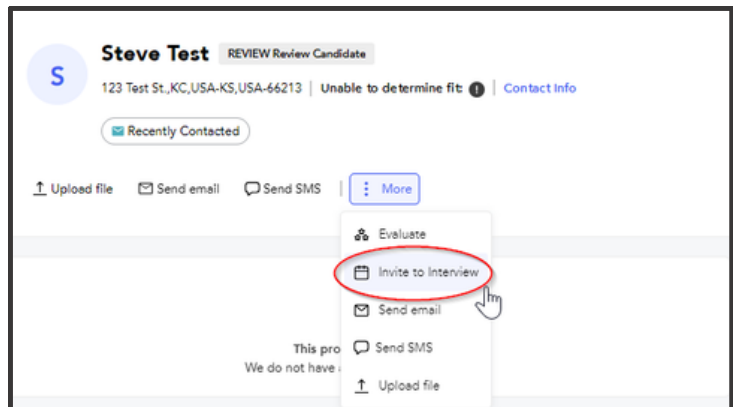 S
Steve Test REVIEW Review Candidate
123 Test St.,KC,USA-KS,USA-66213 | Unable to determine fit: ! | Contact Info
Recently Contacted
Upload file Send email Send SMS | More
Evaluate
Invite to Interview
Send email
This pro Send SMS
We do not have
Upload file